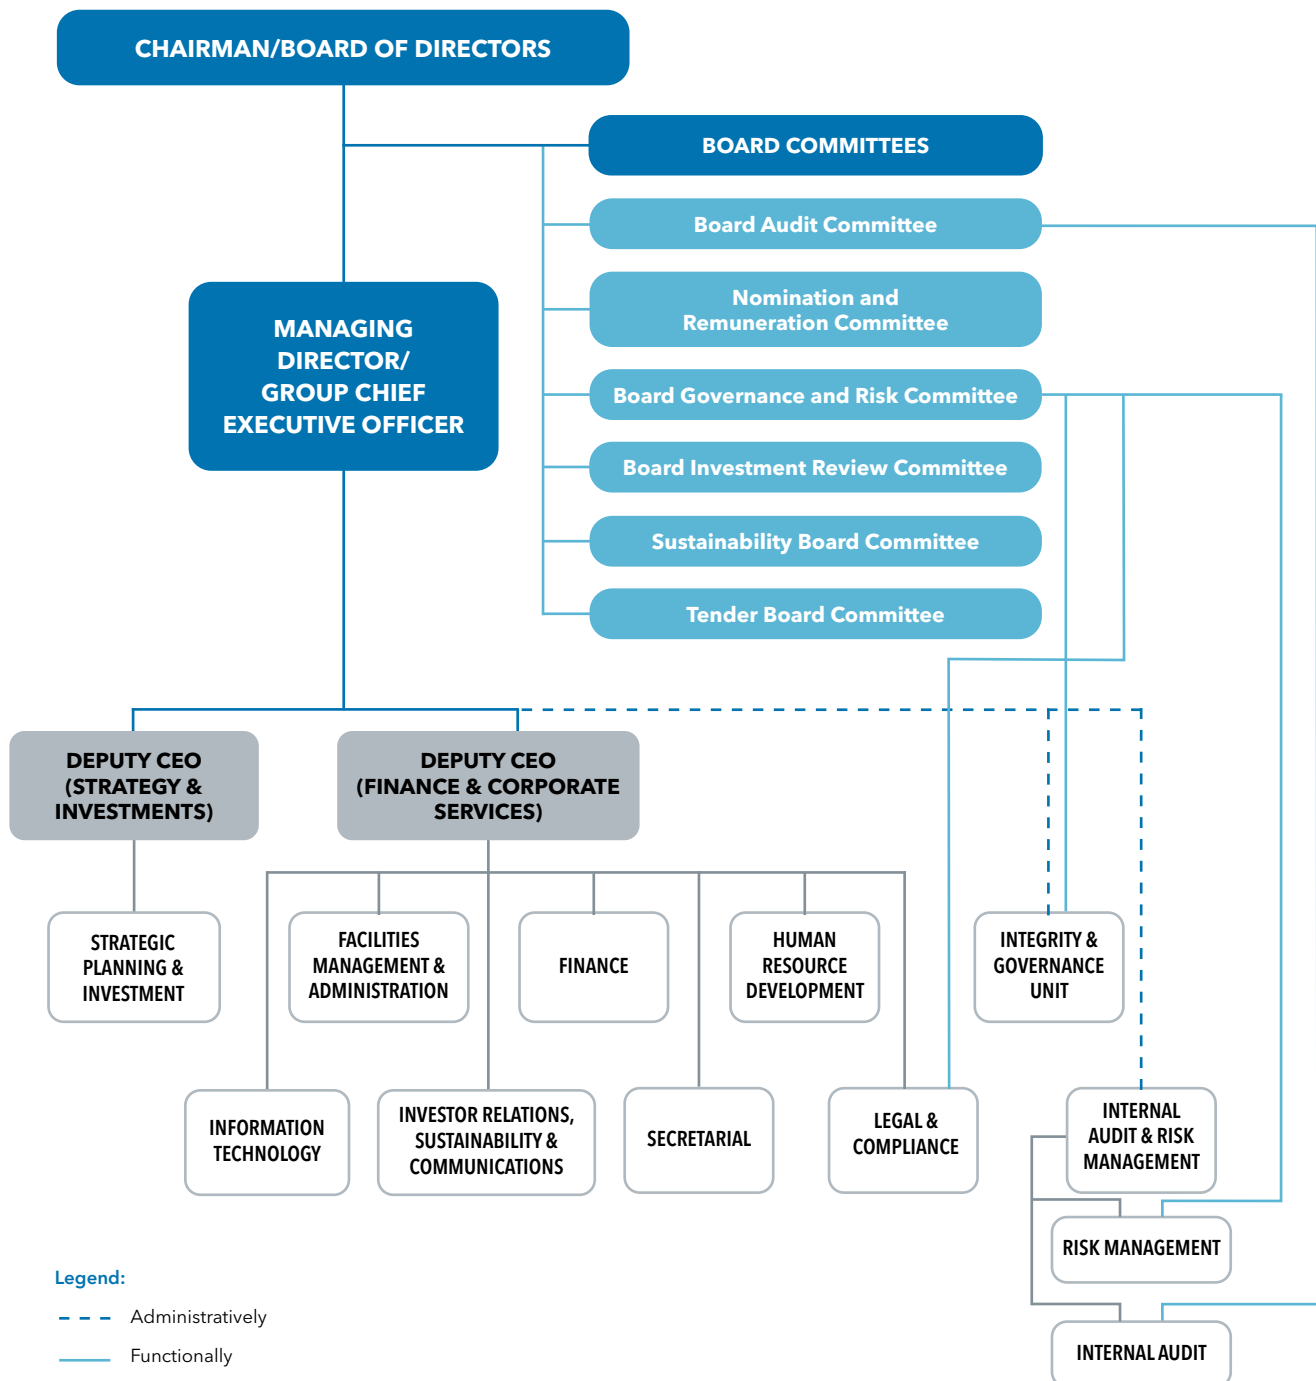 CHAIRMAN/BOARD OF DIRECTORS
BOARD COMMITTEES
Board Audit Committee
Nomination and
Remuneration Committee
Board Governance and Risk Committee
Board Investment Review Committee
Sustainability Board Committee
Tender Board Committee
MANAGING
DIRECTOR/
GROUP CHIEF
EXECUTIVE OFFICER
DEPUTY CEO
(STRATEGY &
INVESTMENTS)
DEPUTY CEO
(FINANCE & CORPORATE
SERVICES)
STRATEGIC
PLANNING &
INVESTMENT
FACILITIES
MANAGEMENT &
ADMINISTRATION
FINANCE
HUMAN
RESOURCE
DEVELOPMENT
INTEGRITY &
GOVERNANCE
UNIT
INFORMATION
TECHNOLOGY
INVESTOR RELATIONS,
SUSTAINABILITY &
COMMUNICATIONS
SECRETARIAL
LEGAL &
COMPLIANCE
INTERNAL
AUDIT & RISK
MANAGEMENT
RISK MANAGEMENT
INTERNAL AUDIT
Legend:
Administratively
Functionally